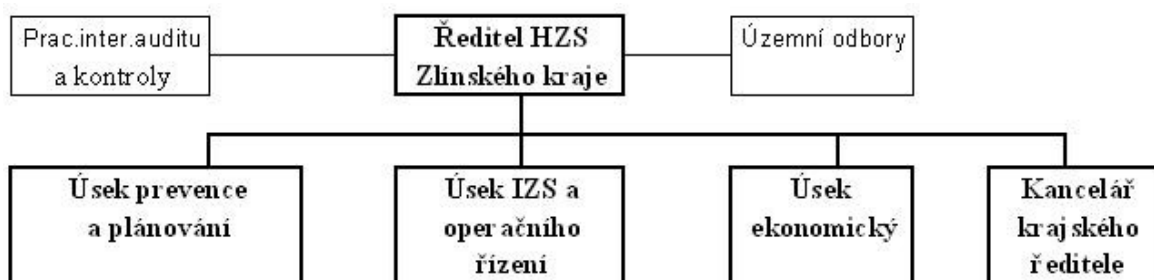 Prac.inter.auditu
a kontroly
Ředitel HZS
Zlínského kraje
Územní odbory
Úsek prevence
a plánování
Úsek IZS a
operačního
řízení
Úsek
ekonomický
Kancelář
krajského
ředitele